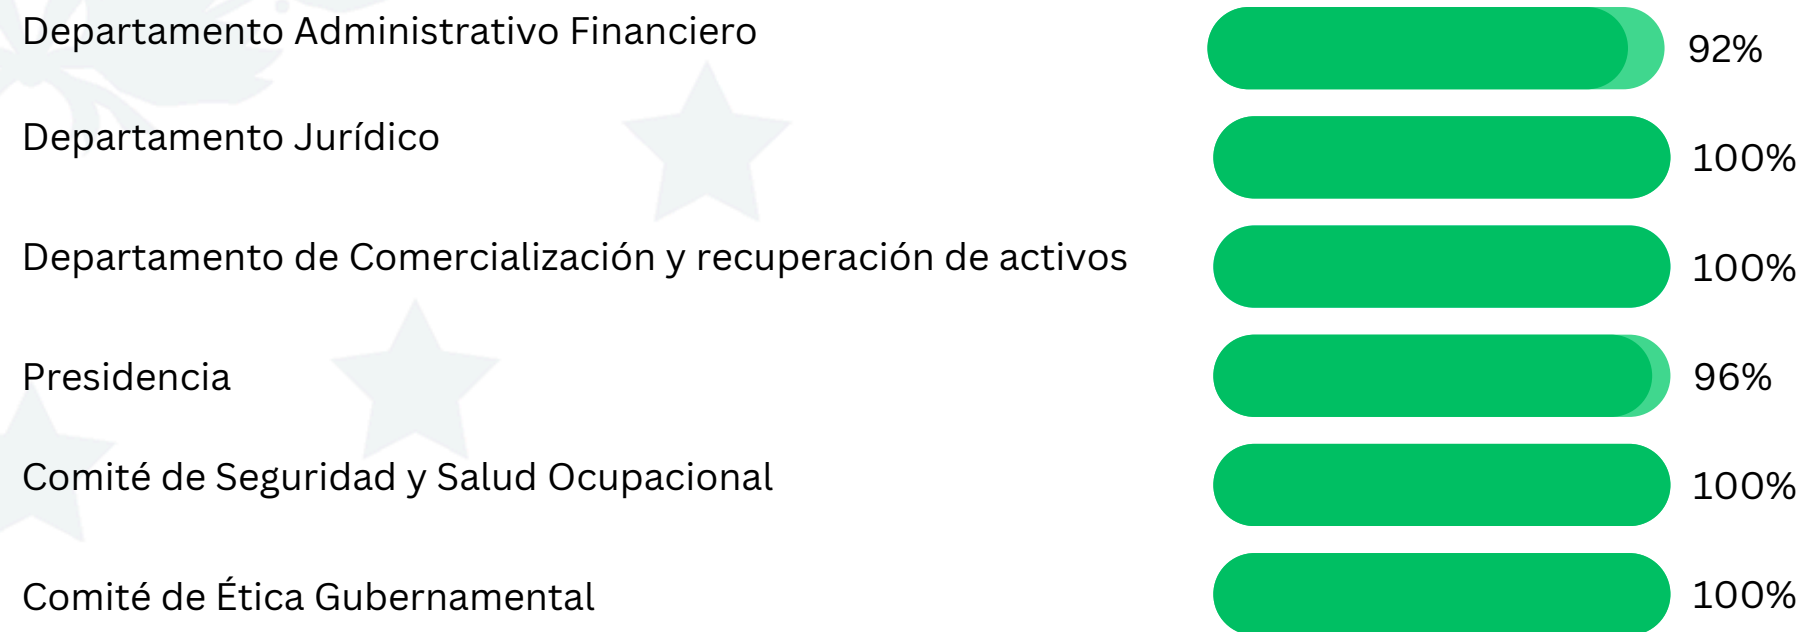 Departamento Administrativo Financiero 92%
Departamento Jurídico 100%
Departamento de Comercialización y recuperación de activos 100%
Presidencia 96%
Comité de Seguridad y Salud Ocupacional 100%
Comité de Ética Gubernamental 100%